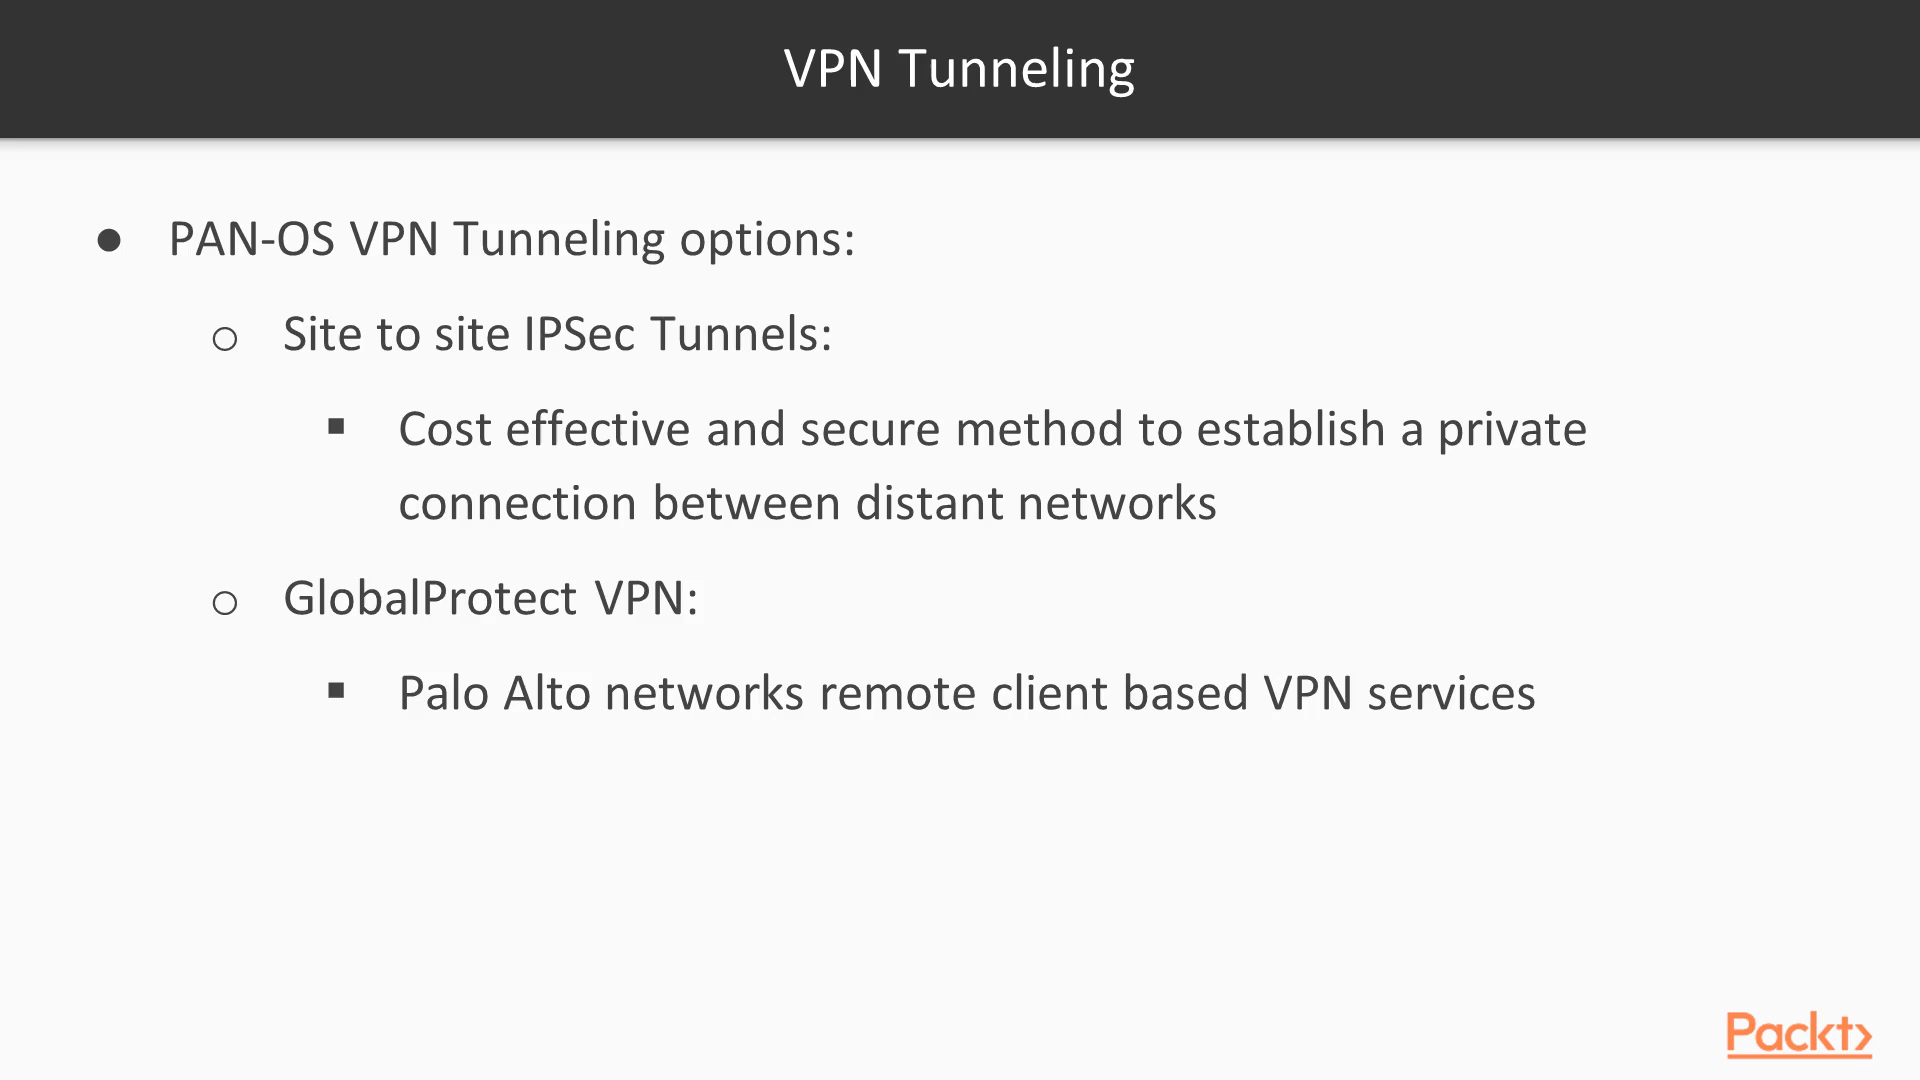 VPN Tunneling
● PAN-OS VPN Tunneling options:
○ Site to site IPSec Tunnels:
▪ Cost effective and secure method to establish a private
connection between distant networks
○ GlobalProtect VPN:
▪ Palo Alto networks remote client based VPN services
Packt>